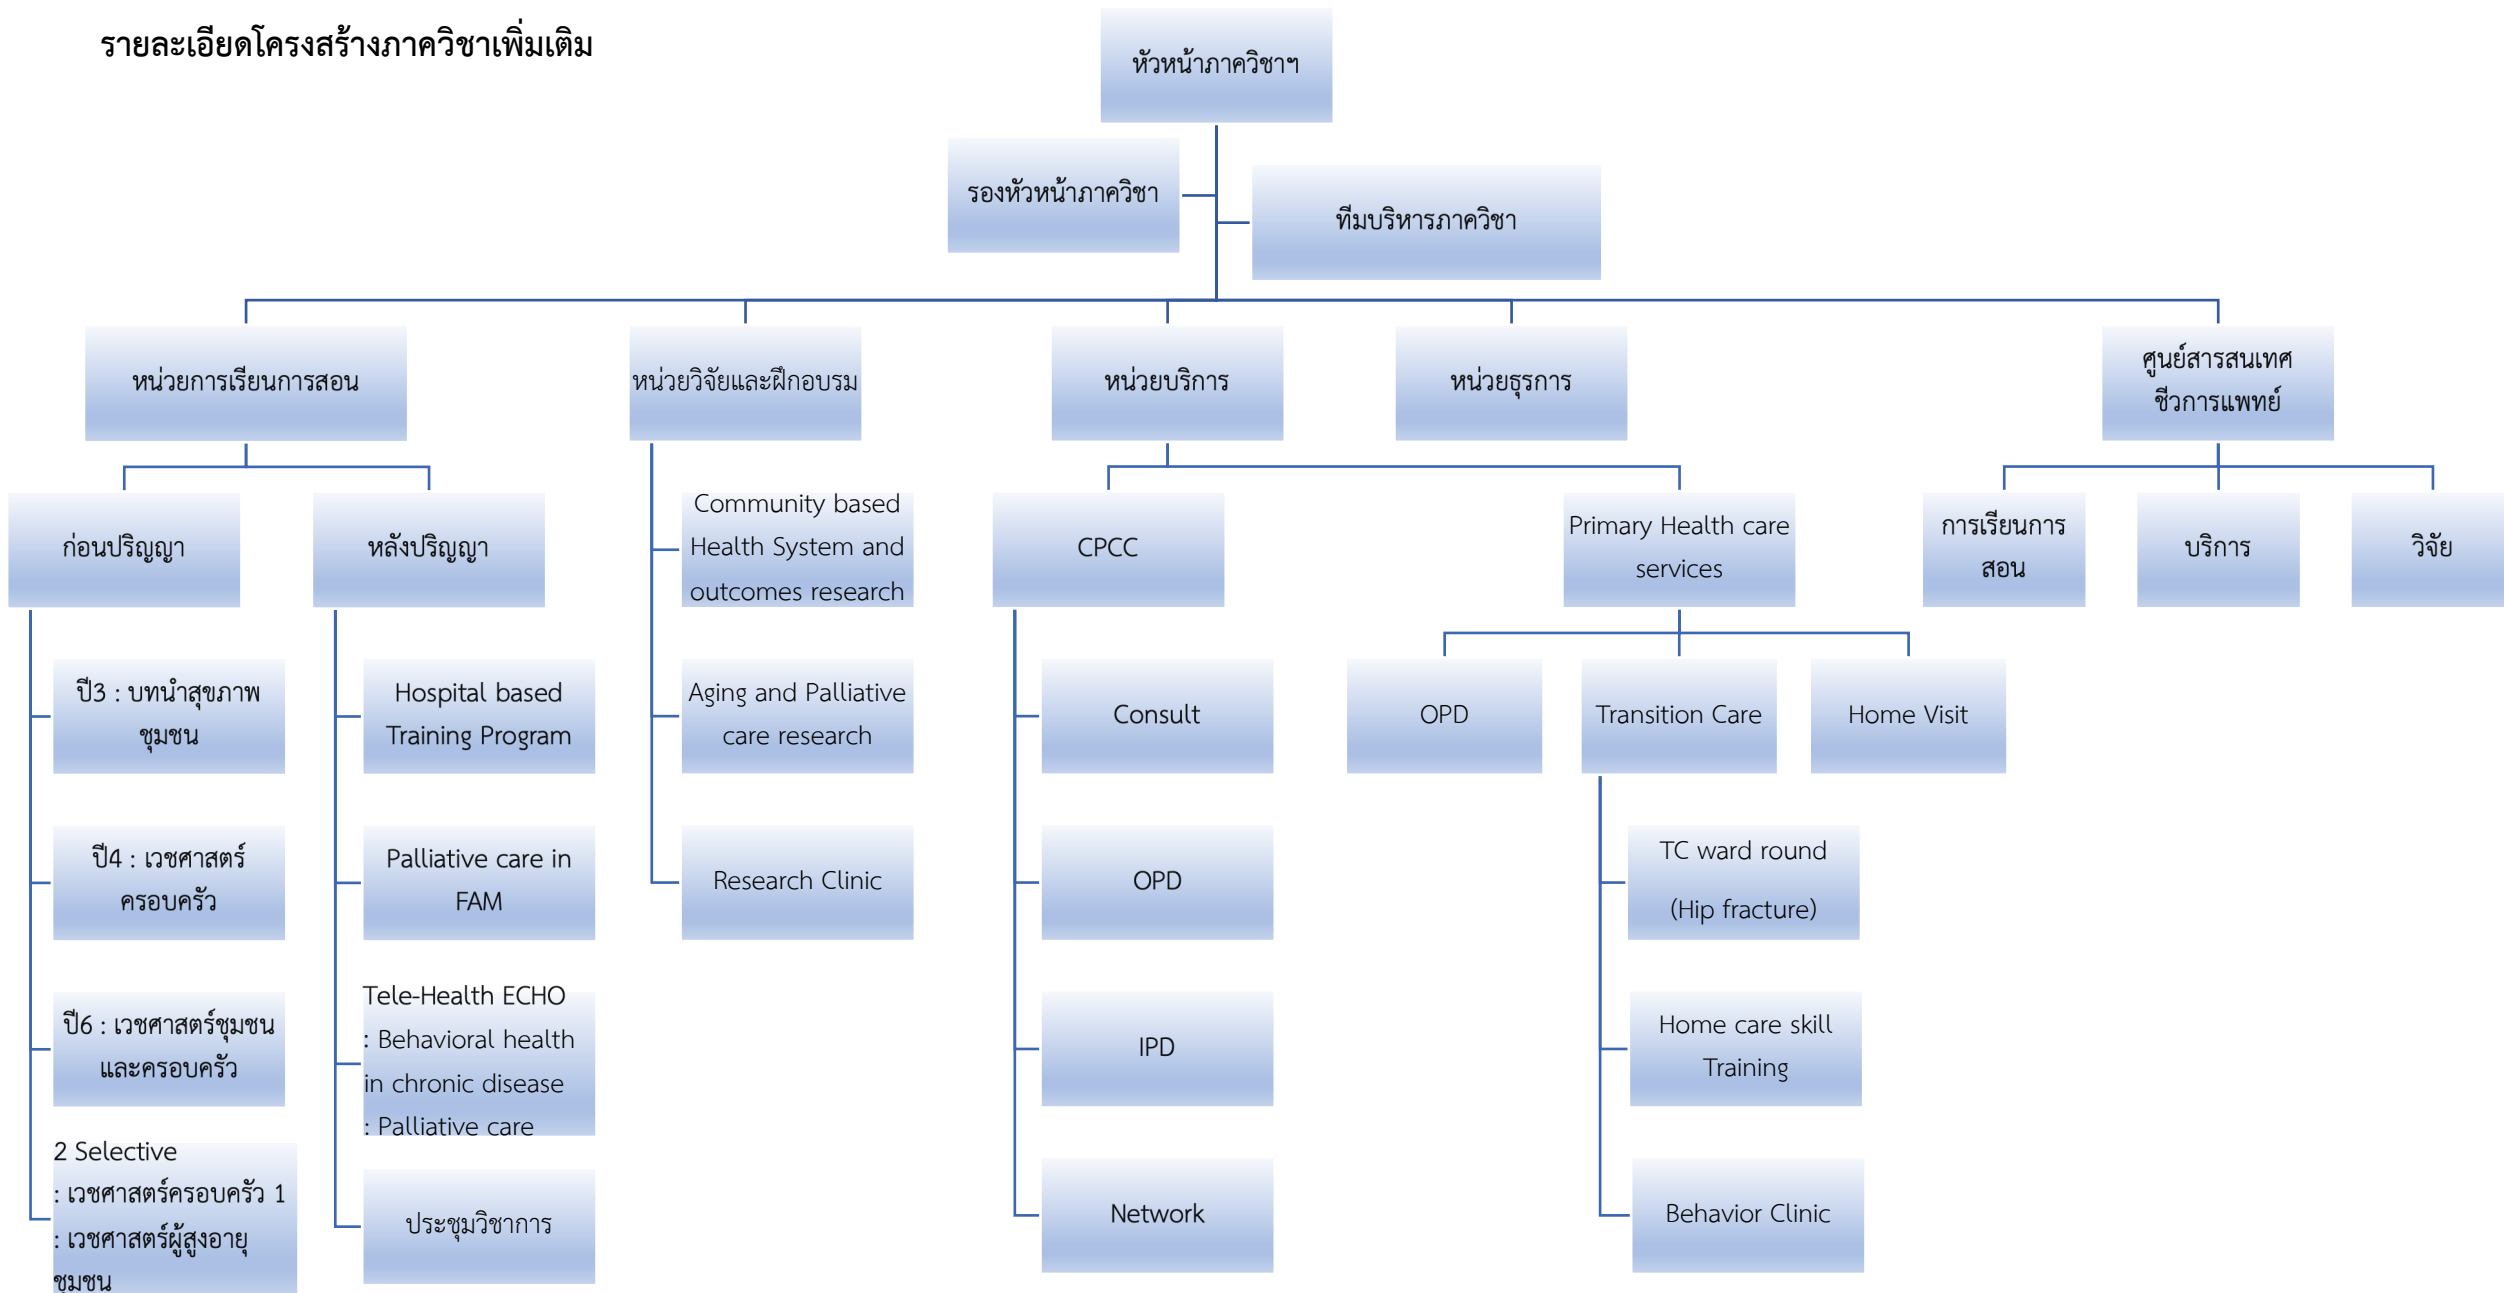 รายละเอียดโครงสร้างภาควิชาเพิ่มเติม
หัวหน้าภาควิชาฯ
รองหัวหน้าภาควิชา
ทีมบริหารภาควิชา
หน่วยการเรียนการสอน
หน่วยวิจัยและฝึกอบรม
หน่วยบริการ
หน่วยธุรการ
ศูนย์สารสนเทศ
ชีวการแพทย์
ก่อนปริญญา
หลังปริญญา
Community based
Health System and
outcomes research
CPCC
Primary Health care
services
การเรียนการ
สอน
บริการ
วิจัย
ปี3 : บทนำสุขภาพ
ชุมชน
Hospital based
Training Program
Aging and Palliative
care research
Consult
OPD
Transition Care
Home Visit
ปี4 : เวชศาสตร์
ครอบครัว
Palliative care in
FAM
Research Clinic
OPD
TC ward round
(Hip fracture)
ปี6 : เวชศาสตร์ชุมชน
และครอบครัว
Tele-Health ECHO
: Behavioral health
in chronic disease
: Palliative care
IPD
Home care skill
Training
2 Selective
: เวชศาสตร์ครอบครัว 1
: เวชศาสตร์ผู้สูงอายุ
ชุมชน
ประชุมวิชาการ
Network
Behavior Clinic